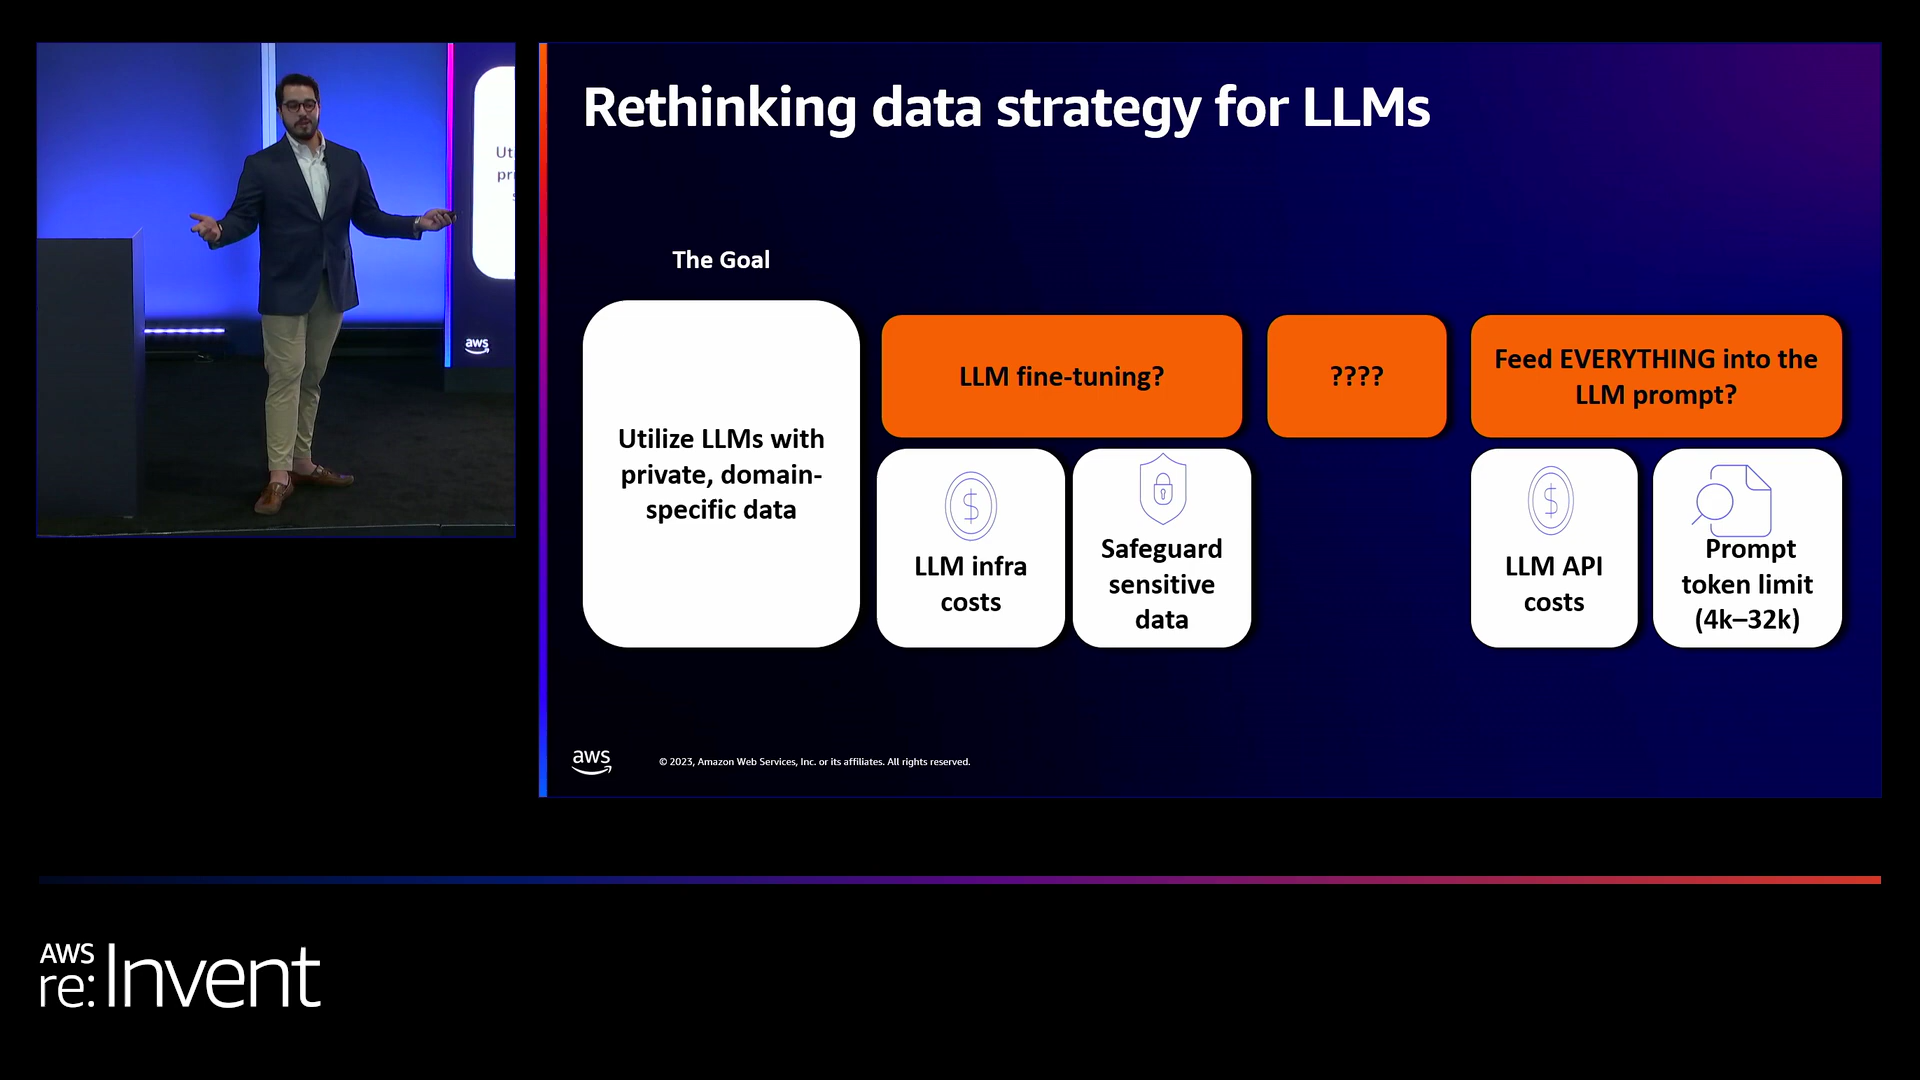 Rethinking data strategy for LLMs
The Goal
Utilize LLMs with
private, domain-
specific data
LLM fine-tuning?
LLM infra
costs
Safeguard
sensitive
data
????
Feed EVERYTHING into the
LLM prompt?
LLM API
costs
Prompt
token limit
(4k–32k)
aws
© 2023, Amazon Web Services, Inc. or its affiliates. All rights reserved.
aws
AWS
re:Invent